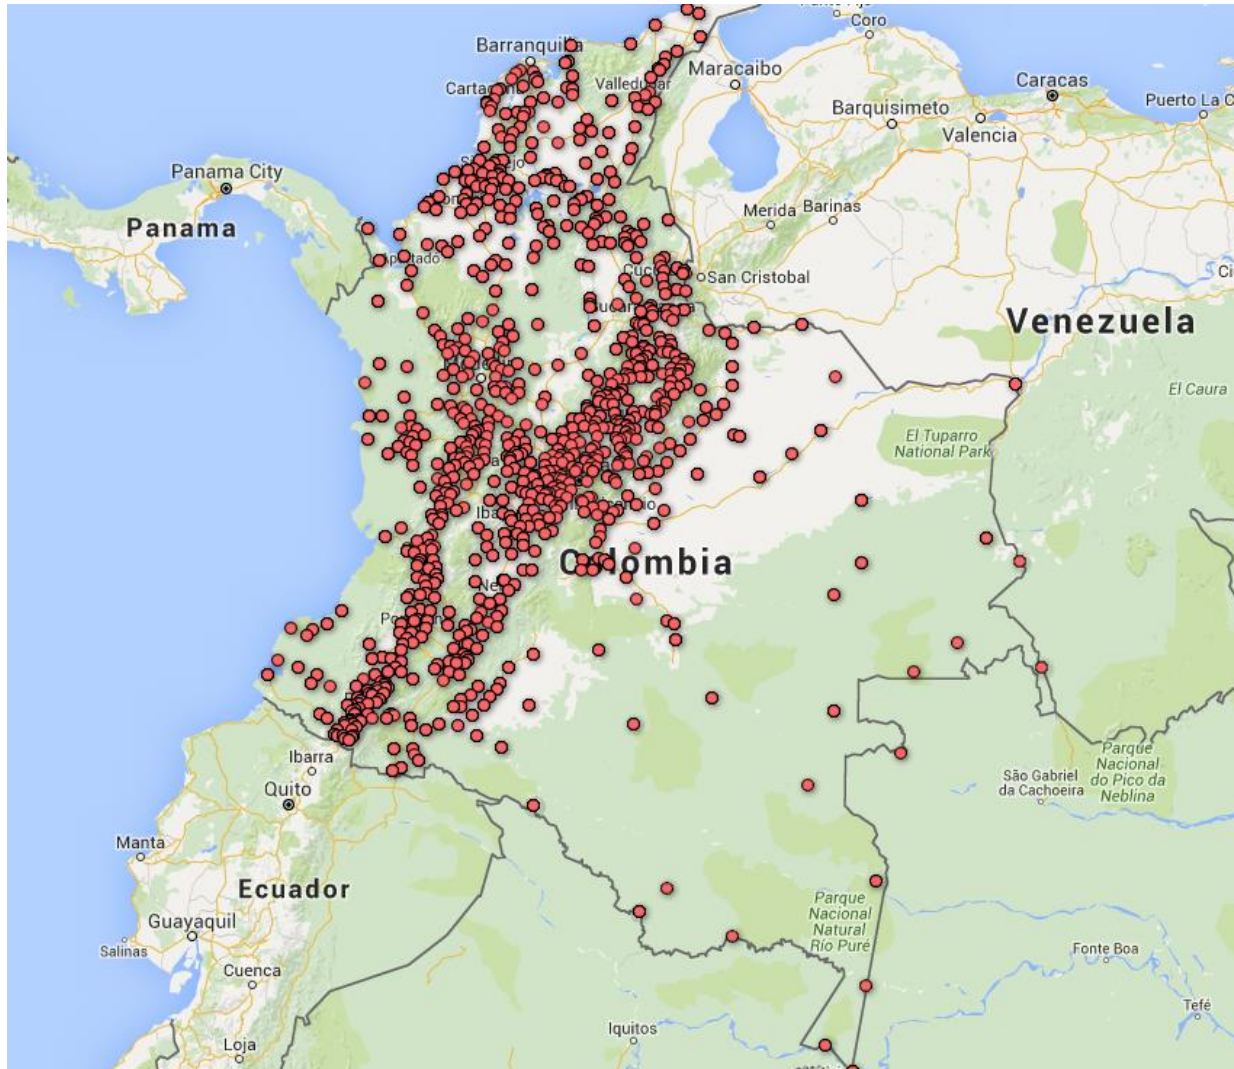 Coro
Barranquilla
Maracaibo
Caracas
Valledupar
Barquisimeto
Puerto La C
Valencia
Panama City
Merida
Barinas
Panama
San Cristobal
Ci
Venezuela
El Caura
El Tuparro
National Park
Colombia
Ibarra
Quito
São Gabriel
da Cachoeira
Parque
Nacional
do Pico da
Neblina
Manta
Ecuador
Parque
Nacional
Natural
Río Puré
Guayaquil
Salinas
Fonte Boa
Cuenca
Tefé
Iquitos
Loja